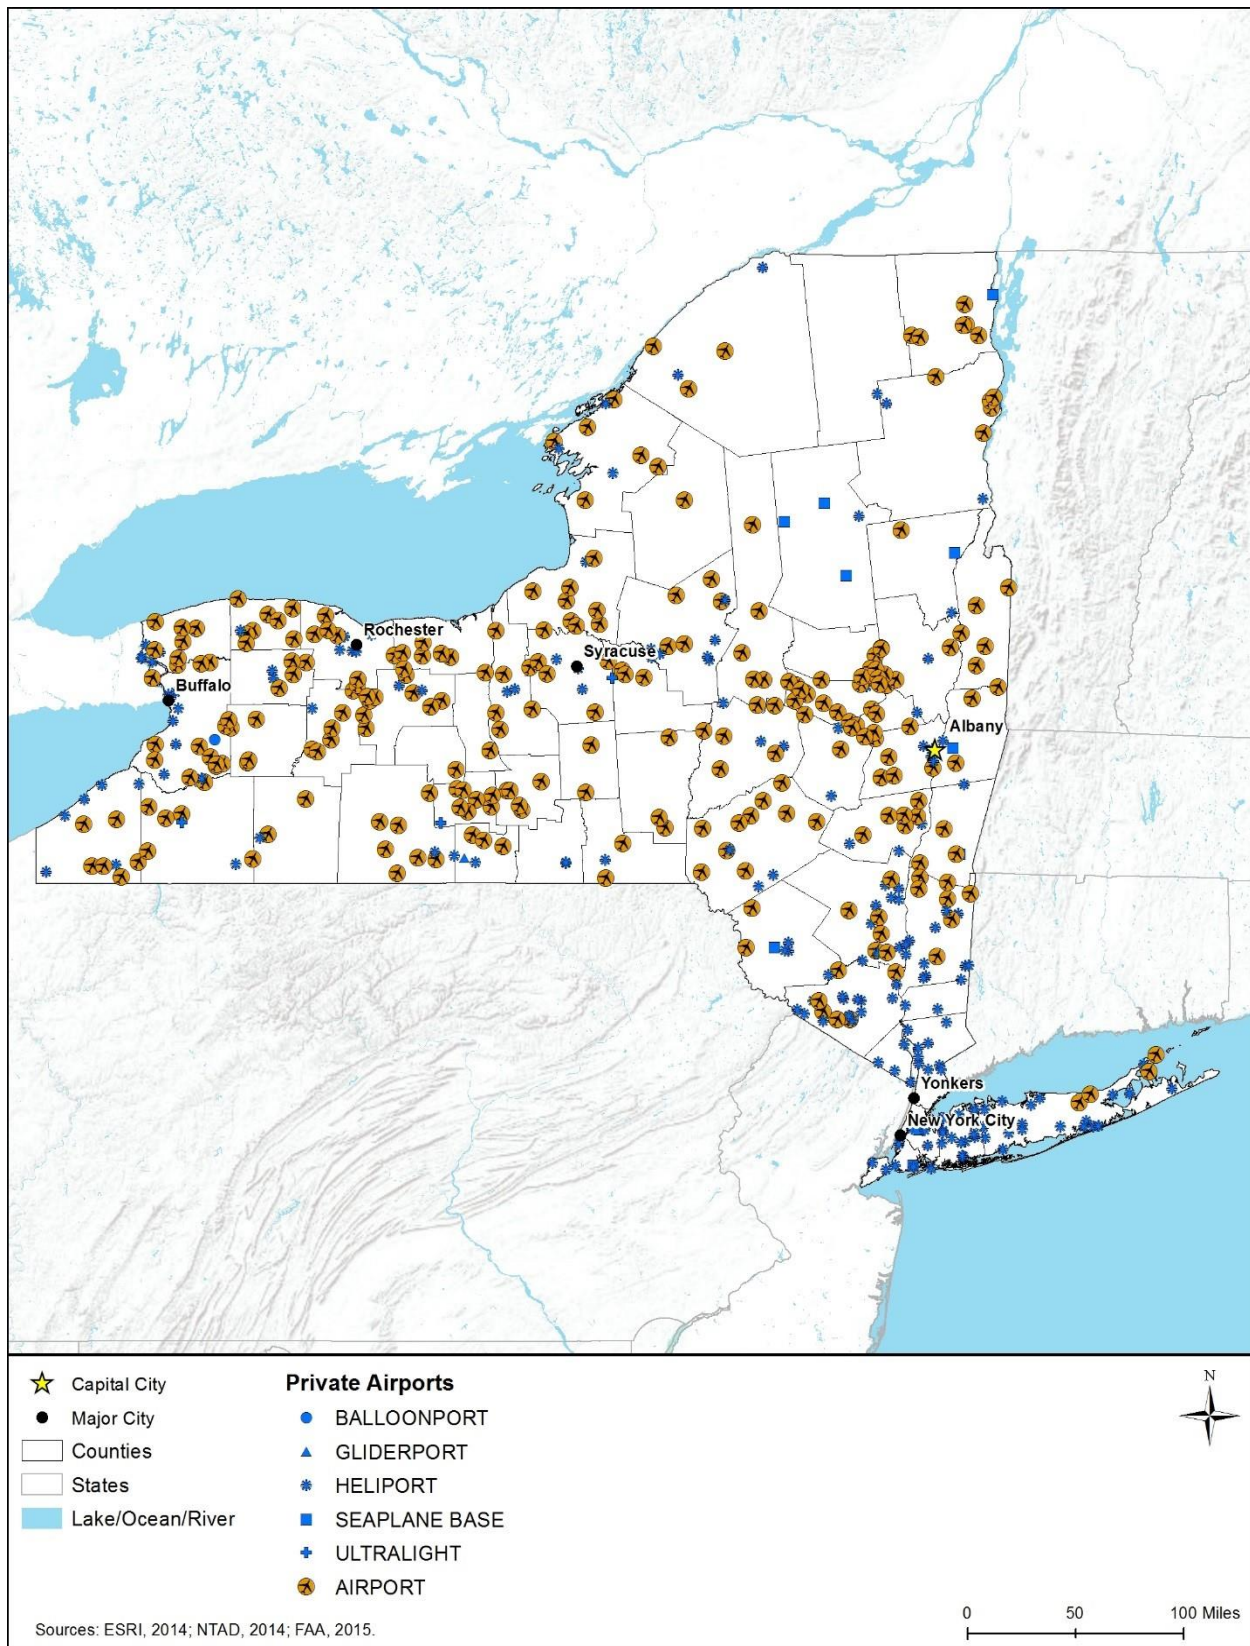 Rochester
Syracuse
Buffalo
Albany
Yonkers
New York City
Capital City
Major City
Counties
States
Lake/Ocean/River
Private Airports
BALLOONPORT
GLIDERPORT
HELIPORT
SEAPLANE BASE
ULTRALIGHT
AIRPORT
N
0 50 100 Miles
Sources: ESRI, 2014; NTAD, 2014; FAA, 2015.